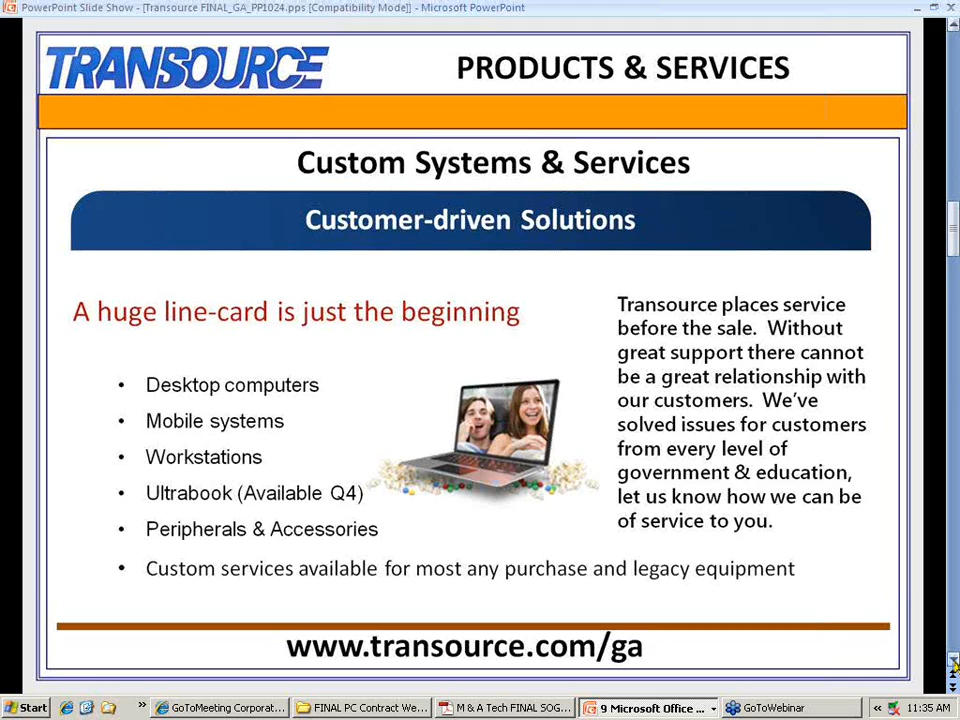 PowerPoint Slide Show - [Transource FINAL_GA_PP1024.pps [Compatibility Mode]] - Microsoft PowerPoint
TRANSOURCE
PRODUCTS & SERVICES
Custom Systems & Services
Customer-driven Solutions
A huge line-card is just the beginning
• Desktop computers
• Mobile systems
• Workstations
• Ultrabook (Available Q4)
• Peripherals & Accessories
• Custom services available for most any purchase and legacy equipment
Transource places service
before the sale. Without
great support there cannot
be a great relationship with
our customers. We've
solved issues for customers
from every level of
government & education,
let us know how we can be
of service to you.
www.transource.com/ga
Start
»
GoToMeeting Corporat...
FINAL PC Contract We...
M & A Tech FINAL SOG...
9 Microsoft Office ...
GoToWebinar
«
11:35 AM